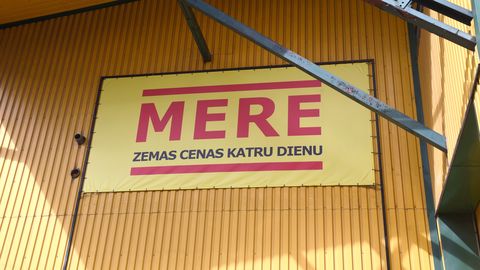 MERE
ZEMAS CENAS KATRU DIENU